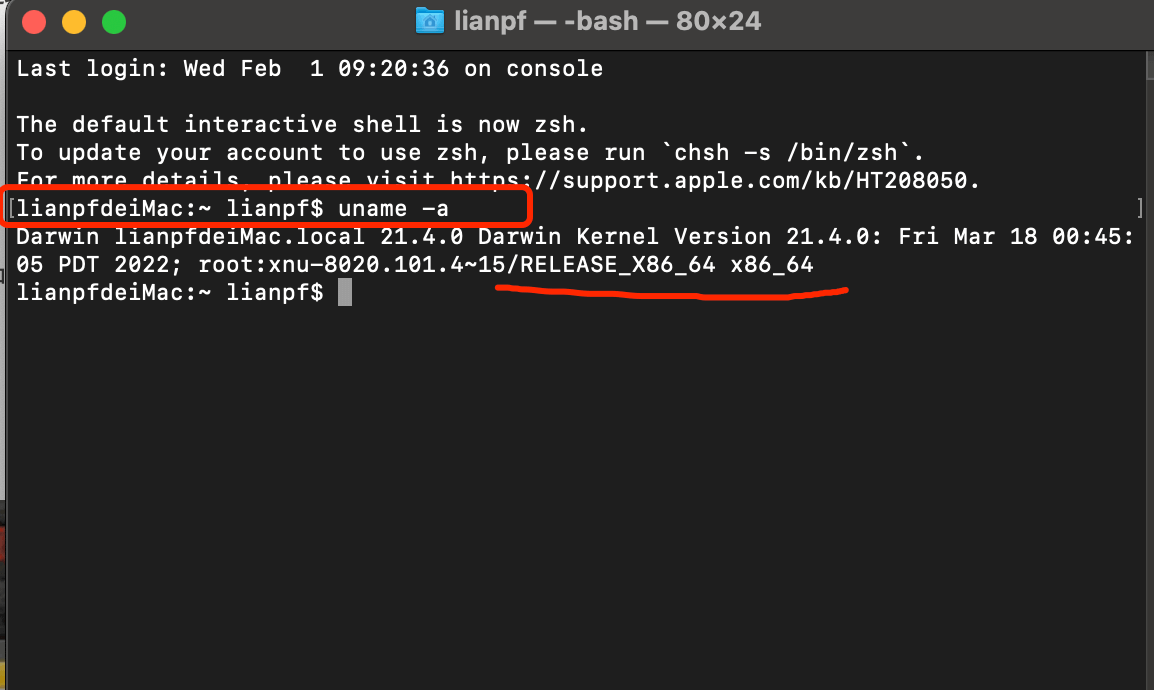 lianpf — -bash — 80×24
Last login: Wed Feb  1 09:20:36 on console
The default interactive shell is now zsh.
To update your account to use zsh, please run `chsh -s /bin/zsh`.
For more details, please visit https://support.apple.com/kb/HT208050.
[lianpfdeiMac:~ lianpf$ uname -a ]
Darwin lianpfdeiMac.local 21.4.0 Darwin Kernel Version 21.4.0: Fri Mar 18 00:45:
05 PDT 2022; root:xnu-8020.101.4~15/RELEASE_X86_64 x86_64
lianpfdeiMac:~ lianpf$